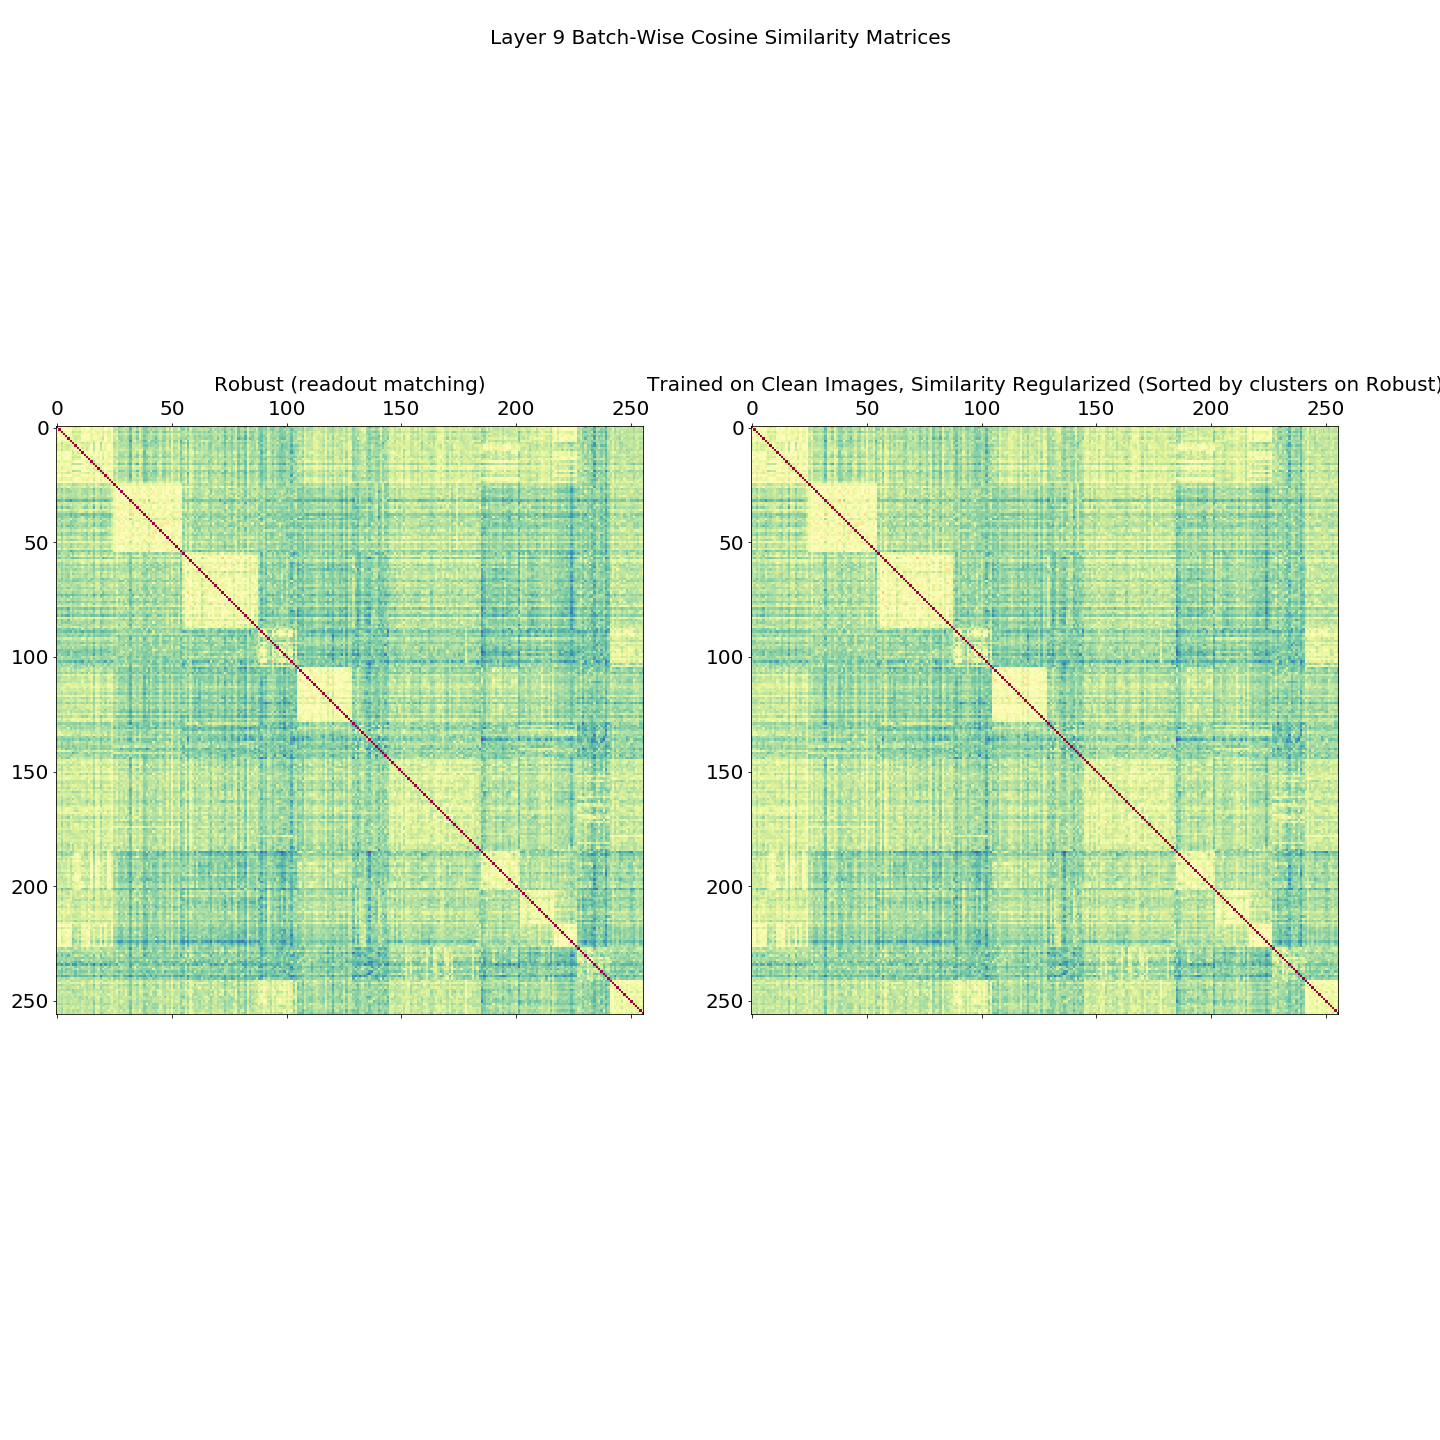 Layer 9 Batch-Wise Cosine Similarity Matrices
Robust (readout matching)
Trained on Clean Images, Similarity Regularized (Sorted by clusters on Robust)
0 50 100 150 200 250
0 50 100 150 200 250
0
50
100
150
200
250
0
50
100
150
200
250